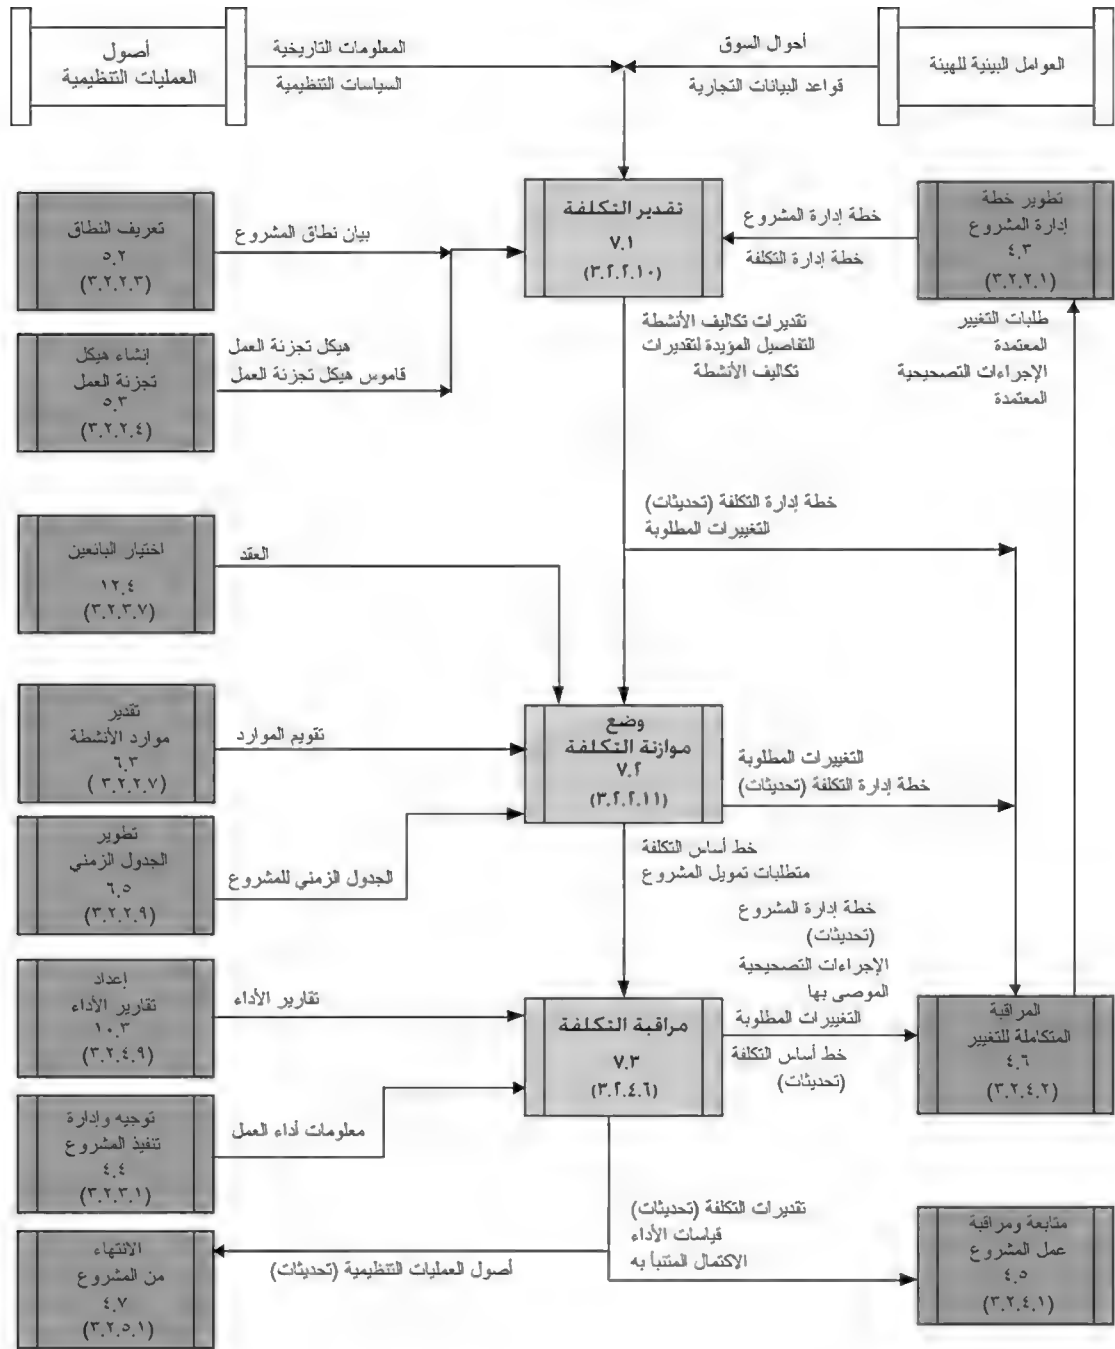 أصول
العمليات التنظيمية
المعلومات التاريخية
السياسات التنظيمية
أحوال السوق
قواعد البيانات التجارية
العوامل البيئية للهيئة
تعريف النطاق
٥.٢
(٣.٢.٢.٣)
بيان نطاق المشروع
تقدير التكلفة
٧.١
(٣.٢.٢.١٠)
خطة إدارة المشروع
خطة إدارة التكلفة
تطوير خطة
إدارة المشروع
٤.٣
(٣.٢.٢.١)
إنشاء هيكل
تجزئة العمل
٥.٣
(٣.٢.٢.٤)
هيكل تجزئة العمل
قاموس هيكل تجزئة العمل
تقديرات تكاليف الأنشطة
التفاصيل المؤيدة لتقديرات
تكاليف الأنشطة
طلبات التغيير
المعتمدة
الإجراءات التصحيحية
المعتمدة
خطة إدارة التكلفة (تحديثات)
التغييرات المطلوبة
اختيار البائعين
١٢.٤
(٣.٢.٣.٧)
العقد
تقدير
موارد الأنشطة
٦.٣
(٣.٢.٢.٧ )
تقويم الموارد
وضع
موازنة التكلفة
٧.٢
(٣.٢.٢.١١)
التغييرات المطلوبة
خطة إدارة التكلفة (تحديثات)
تطوير
الجدول الزمني
٦.٥
(٣.٢.٢.٩)
الجدول الزمني للمشروع
خط أساس التكلفة
متطلبات تمويل المشروع
خطة إدارة المشروع
(تحديثات)
الإجراءات التصحيحية
الموصى بها
التغييرات المطلوبة
خط أساس التكلفة
(تحديثات)
إعداد
تقارير الأداء
١٠.٣
(٣.٢.٤.٩)
تقارير الأداء
مراقبة التكلفة
٧.٣
(٣.٢.٤.٦)
المراقبة
المتكاملة للتغيير
٤.٦
(٣.٢.٤.٢)
توجيه وإدارة
تنفيذ المشروع
٤.٤
(٣.٢.٣.١)
معلومات أداء العمل
تقديرات التكلفة (تحديثات)
قياسات الأداء
الاكتمال المتنبأ به
الانتهاء
من المشروع
٤.٧
(٣.٢.٥.١)
أصول العمليات التنظيمية (تحديثات)
متابعة ومراقبة
عمل المشروع
٤.٥
(٣.٢.٤.١)